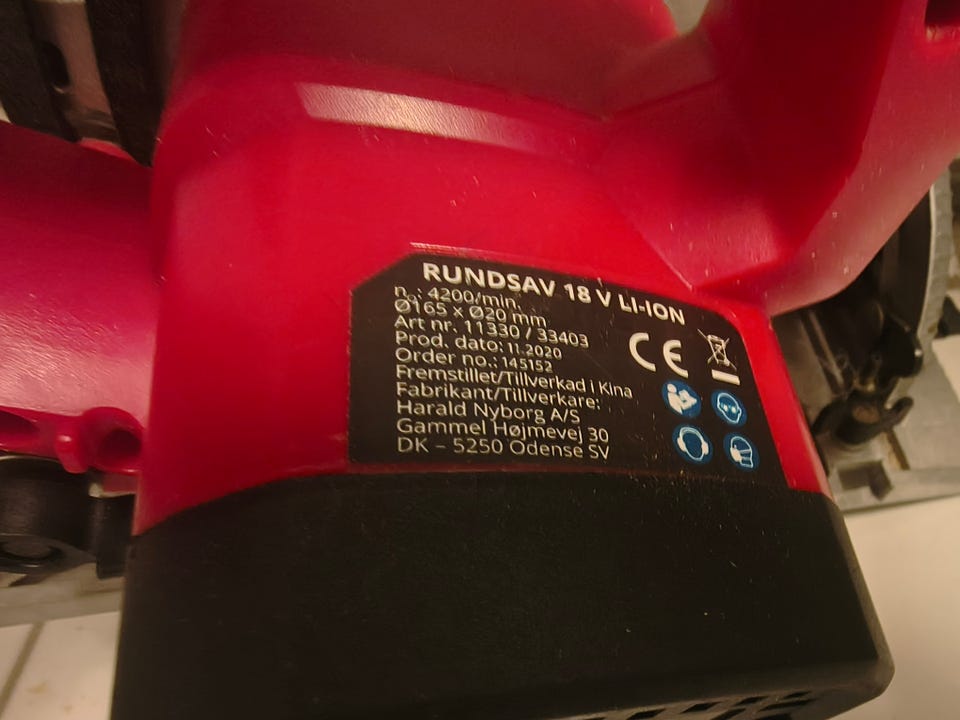 RUNDSAV 18 V LI-ION
n₀: 4200/min.
Ø165 x Ø20 mm
Art nr. 11330 / 33403
Prod. dato: 11.2020
Order no.: 145152
Fremstillet/Tillverkad i Kina
Fabrikant/Tillverkare:
Harald Nyborg A/S
Gammel Højmevej 30
DK – 5250 Odense SV
CE